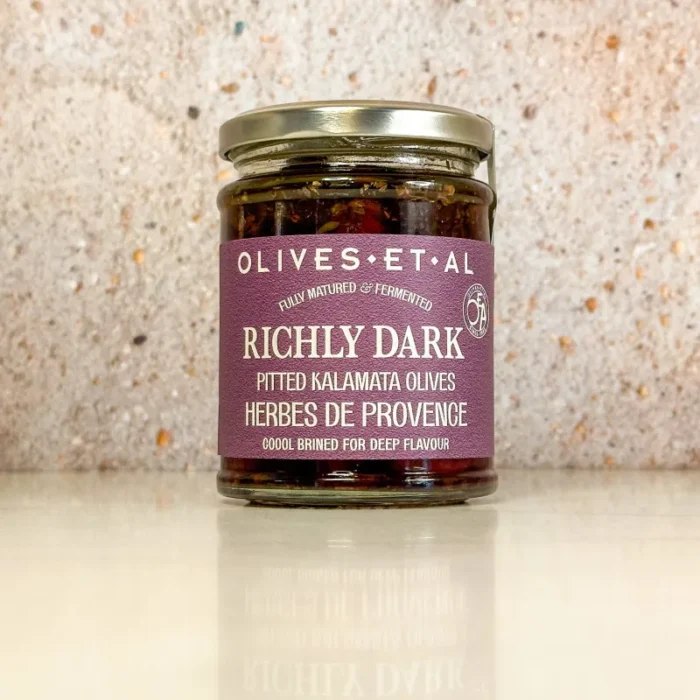 OLIVES•ET•AL
FULLY MATURED & FERMENTED
RICHLY DARK
PITTED KALAMATA OLIVES
HERBES DE PROVENCE
COOOL BRINED FOR DEEP FLAVOUR